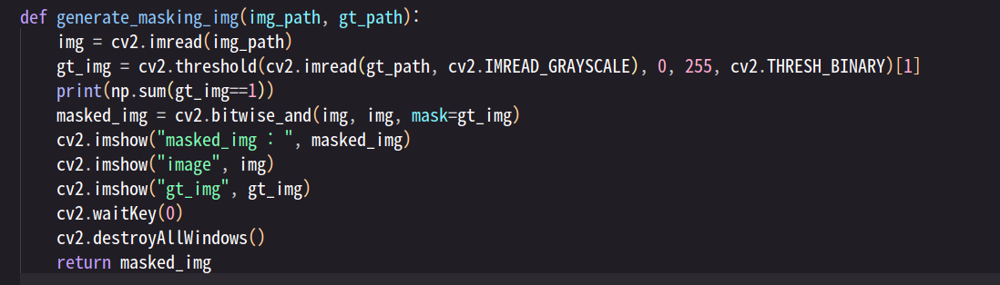 def generate_masking_img(img_path, gt_path):
    img = cv2.imread(img_path)
    gt_img = cv2.threshold(cv2.imread(gt_path, cv2.IMREAD_GRAYSCALE), 0, 255, cv2.THRESH_BINARY)[1]
    print(np.sum(gt_img==1))
    masked_img = cv2.bitwise_and(img, img, mask=gt_img)
    cv2.imshow("masked_img : ", masked_img)
    cv2.imshow("image", img)
    cv2.imshow("gt_img", gt_img)
    cv2.waitKey(0)
    cv2.destroyAllWindows()
    return masked_img